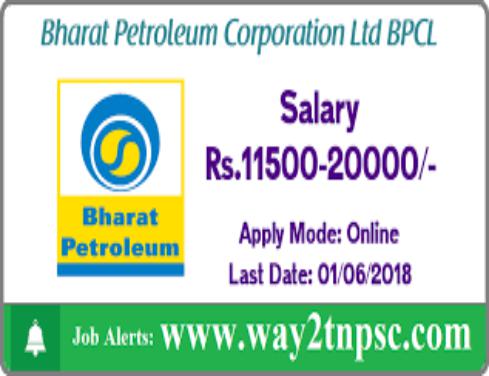 Bharat Petroleum Corporation Ltd BPCL
Salary
Rs.11500-20000/-
Bharat
Petroleum
Apply Mode: Online
Last Date: 01/06/2018
Job Alerts: www.way2tnpsc.com